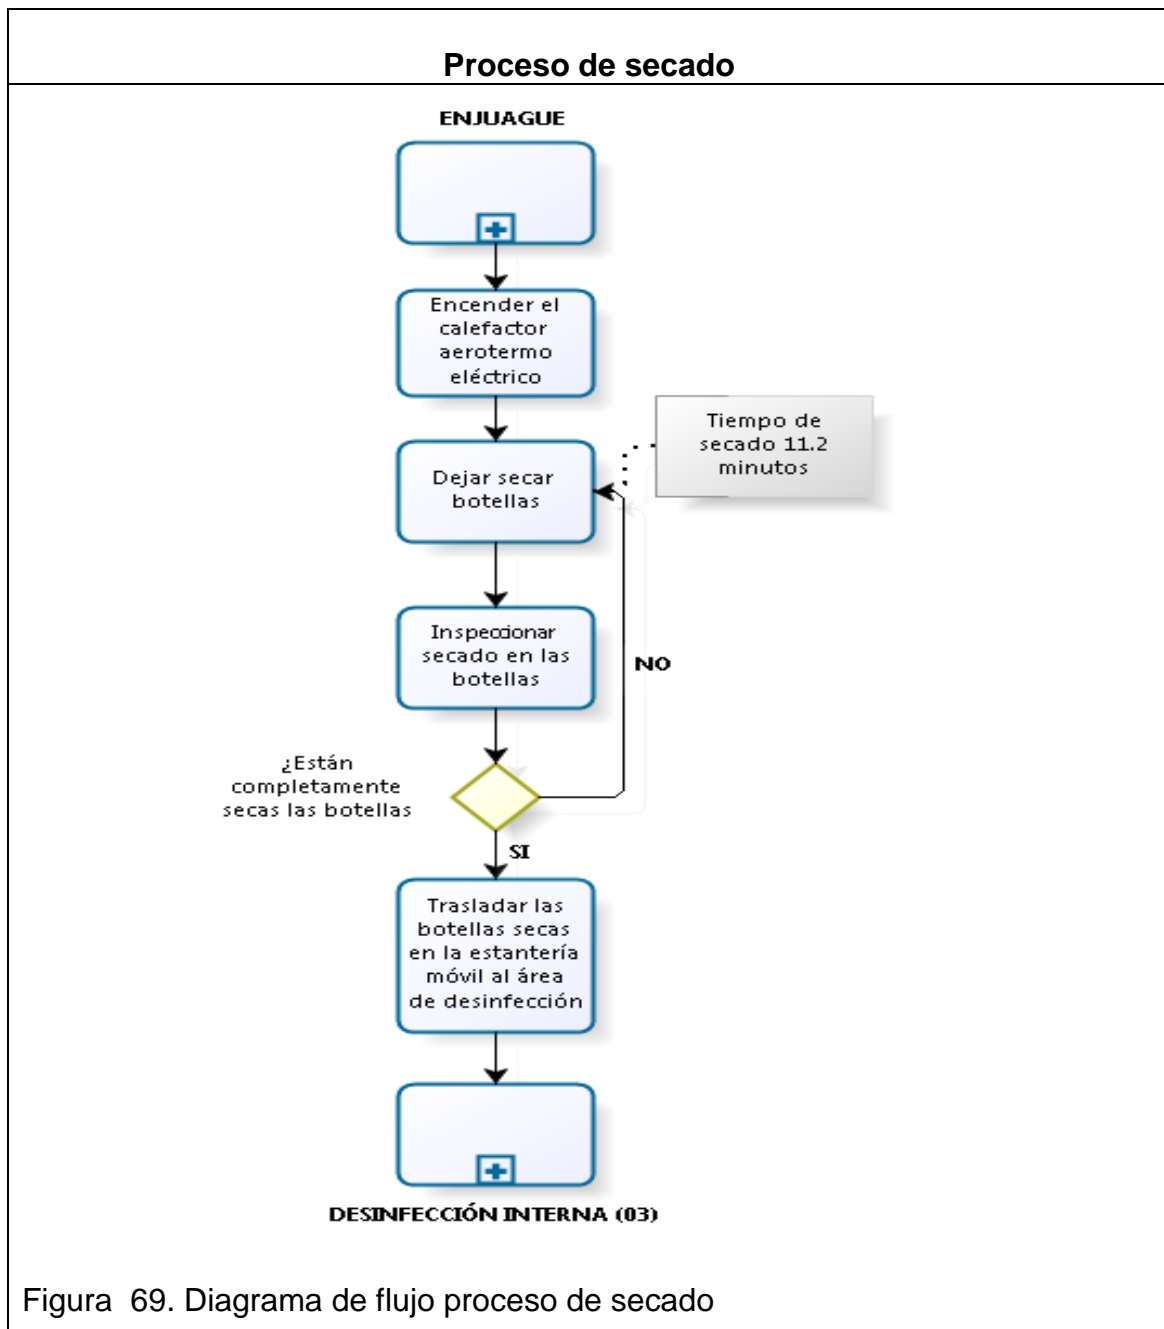 Proceso de secado
ENJUAGUE
Encender el
calefactor
aerotermo
eléctrico
Tiempo de
secado 11.2
minutos
Dejar secar
botellas
Inspeccionar
secado en las
botellas
NO
¿Están
completamente
secas las botellas
SI
Trasladar las
botellas secas
en la estantería
móvil al área
de desinfección
DESINFECCIÓN INTERNA (03)
Figura  69. Diagrama de flujo proceso de secado